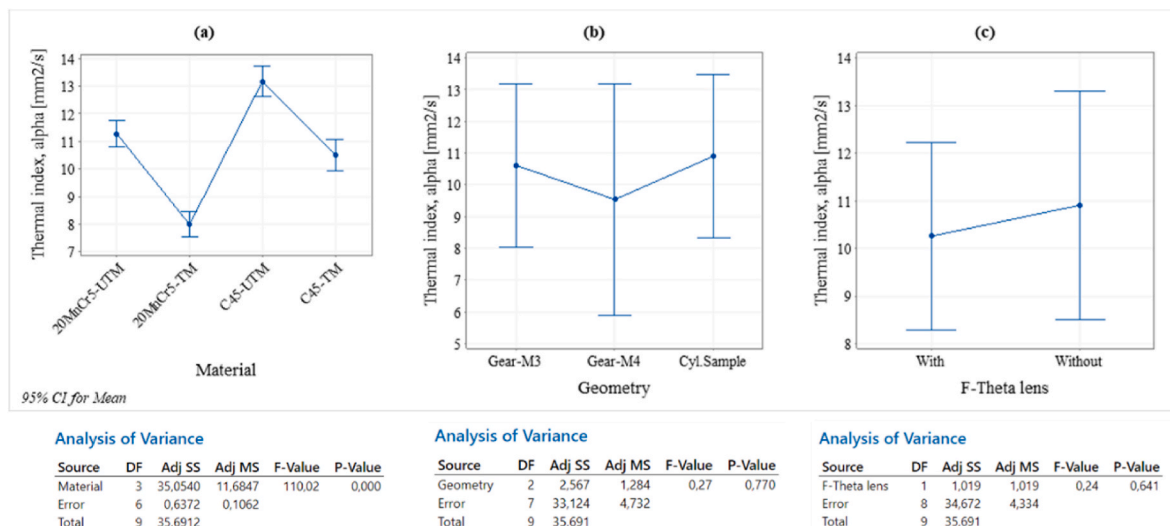 (a)
Thermal index, alpha [mm2/s]
14
13
12
11
10
9
8
7
20MnCr5-UTM
20MnCr5-TM
C45-UTM
C45-TM
Material
95% CI for Mean
(b)
Thermal index, alpha [mm2/s]
14
13
12
11
10
9
8
7
6
5
Gear-M3 Gear-M4 Cyl.Sample
Geometry
(c)
Thermal index, alpha [mm2/s]
14
13
12
11
10
9
8
With Without
F-Theta lens
Analysis of Variance
Source DF Adj SS Adj MS F-Value P-Value
Material 3 35,0540 11,6847 110,02 0,000
Error 6 0,6372 0,1062
Total 9 35,6912
Analysis of Variance
Source DF Adj SS Adj MS F-Value P-Value
Geometry 2 2,567 1,284 0,27 0,770
Error 7 33,124 4,732
Total 9 35,691
Analysis of Variance
Source DF Adj SS Adj MS F-Value P-Value
F-Theta lens 1 1,019 1,019 0,24 0,641
Error 8 34,672 4,334
Total 9 35,691